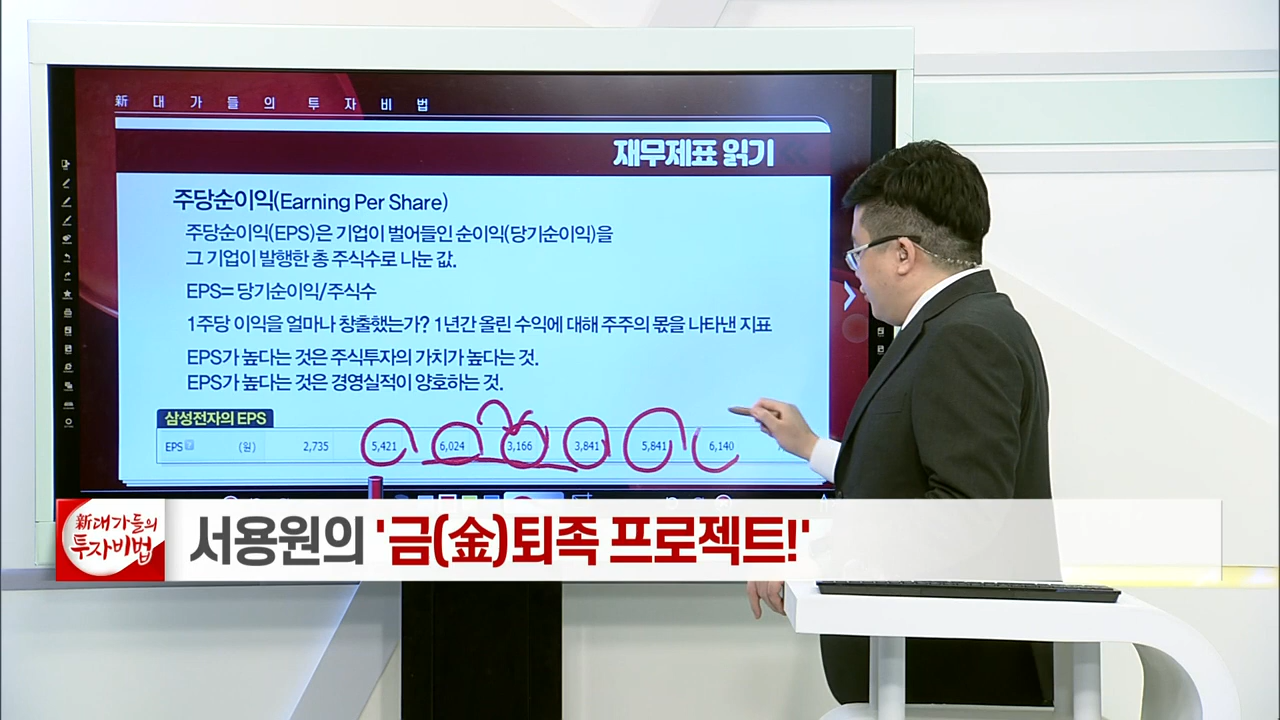 新 대 가 들 의 투 자 비 법
재무제표 읽기
주당순이익(Earning Per Share)
주당순이익(EPS)은 기업이 벌어들인 순이익(당기순이익)을
그 기업이 발행한 총 주식수로 나눈 값.
EPS= 당기순이익/주식수
1주당 이익을 얼마나 창출했는가? 1년간 올린 수익에 대해 주주의 몫을 나타낸 지표
EPS가 높다는 것은 주식투자의 가치가 높다는 것.
EPS가 높다는 것은 경영실적이 양호하는 것.
삼성전자의 EPS
EPS (원) 2,735 5,421 6,024 3,166 3,841 5,841 6,140
新대가들의
투자비법
서용원의 '금(金)퇴족 프로젝트!'